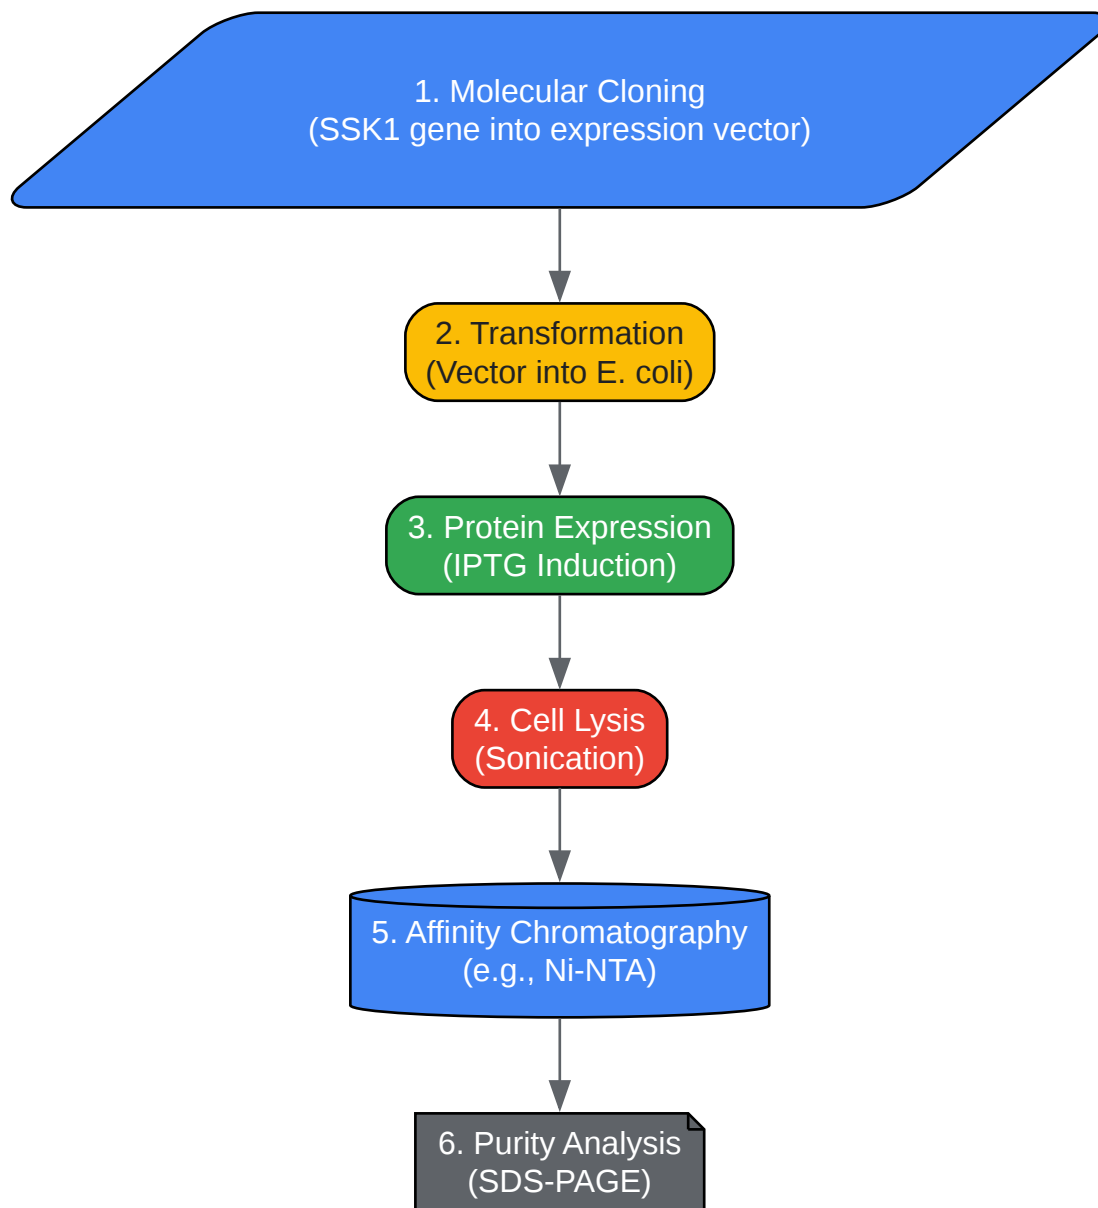 1. Molecular Cloning
(SSK1 gene into expression vector)
2. Transformation
(Vector into E. coli)
3. Protein Expression
(IPTG Induction)
4. Cell Lysis
(Sonication)
5. Affinity Chromatography
(e.g., Ni-NTA)
6. Purity Analysis
(SDS-PAGE)